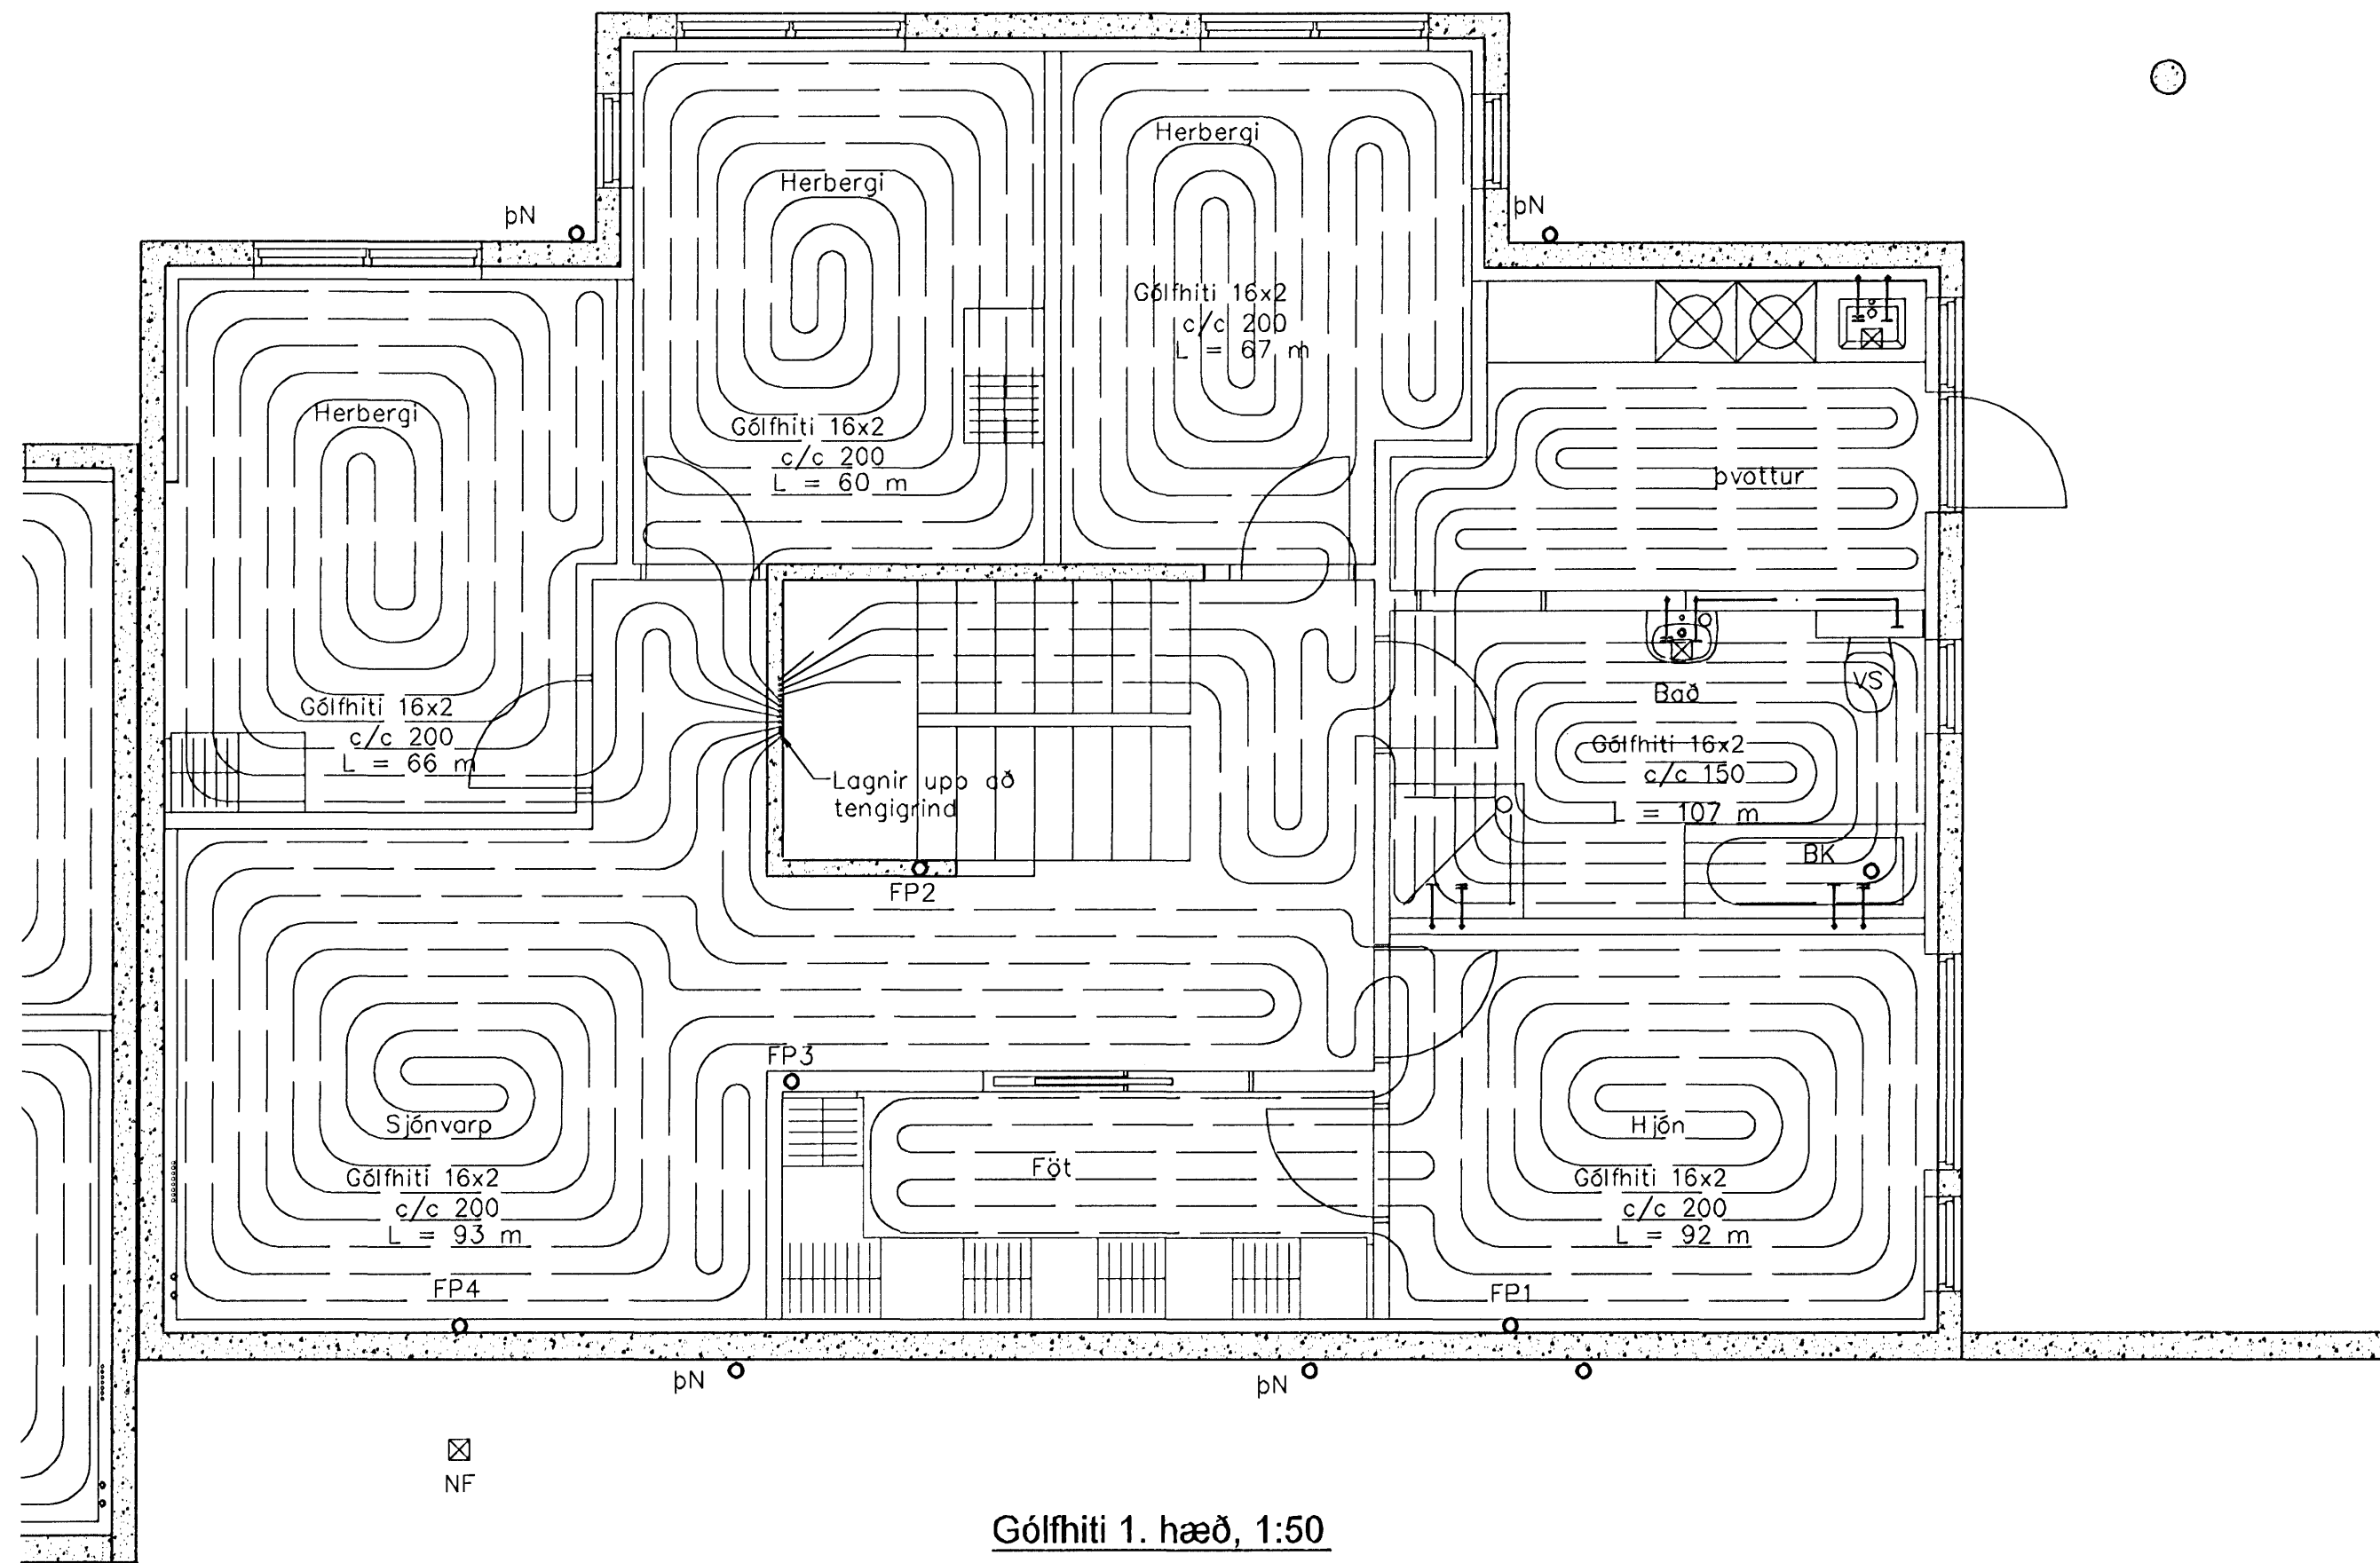 Herbergi
Herbergi
þN
þN
Gólfhiti 16x2
c/c 200
L = 67 m
Herbergi
Gólfhiti 16x2
c/c 200
L = 60 m
þvottur
VS
Bað
Gólfhiti 16x2
c/c 200
L = 66 m
Gólfhiti 16x2
c/c 150
L = 107 m
Lagnir upp að
tengigrind
BK
FP2
FP3
Sjónvarp
Hjón
Föt
Gólfhiti 16x2
c/c 200
L = 93 m
Gólfhiti 16x2
c/c 200
L = 92 m
FP4
FP1
þN
þN
NF
Gólfhiti 1. hæð, 1:50